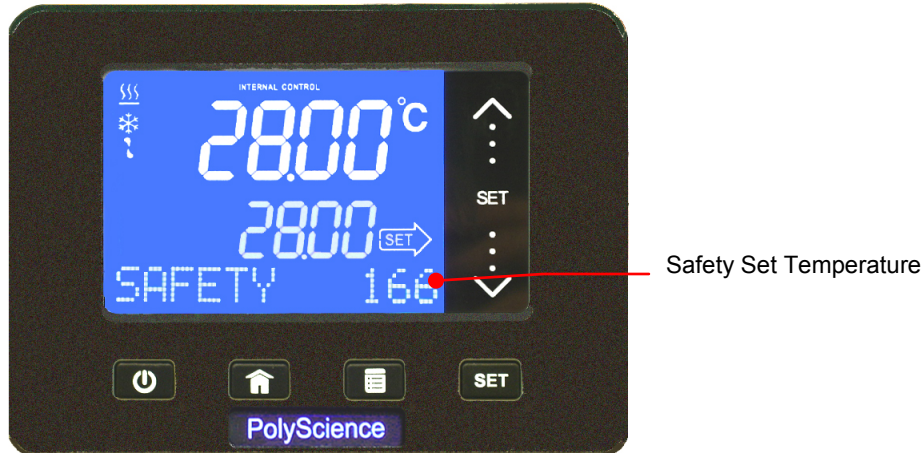 INTERNAL CONTROL
28.00°C
SET
28.00 SET
SAFETY 166
Safety Set Temperature
SET
PolyScience